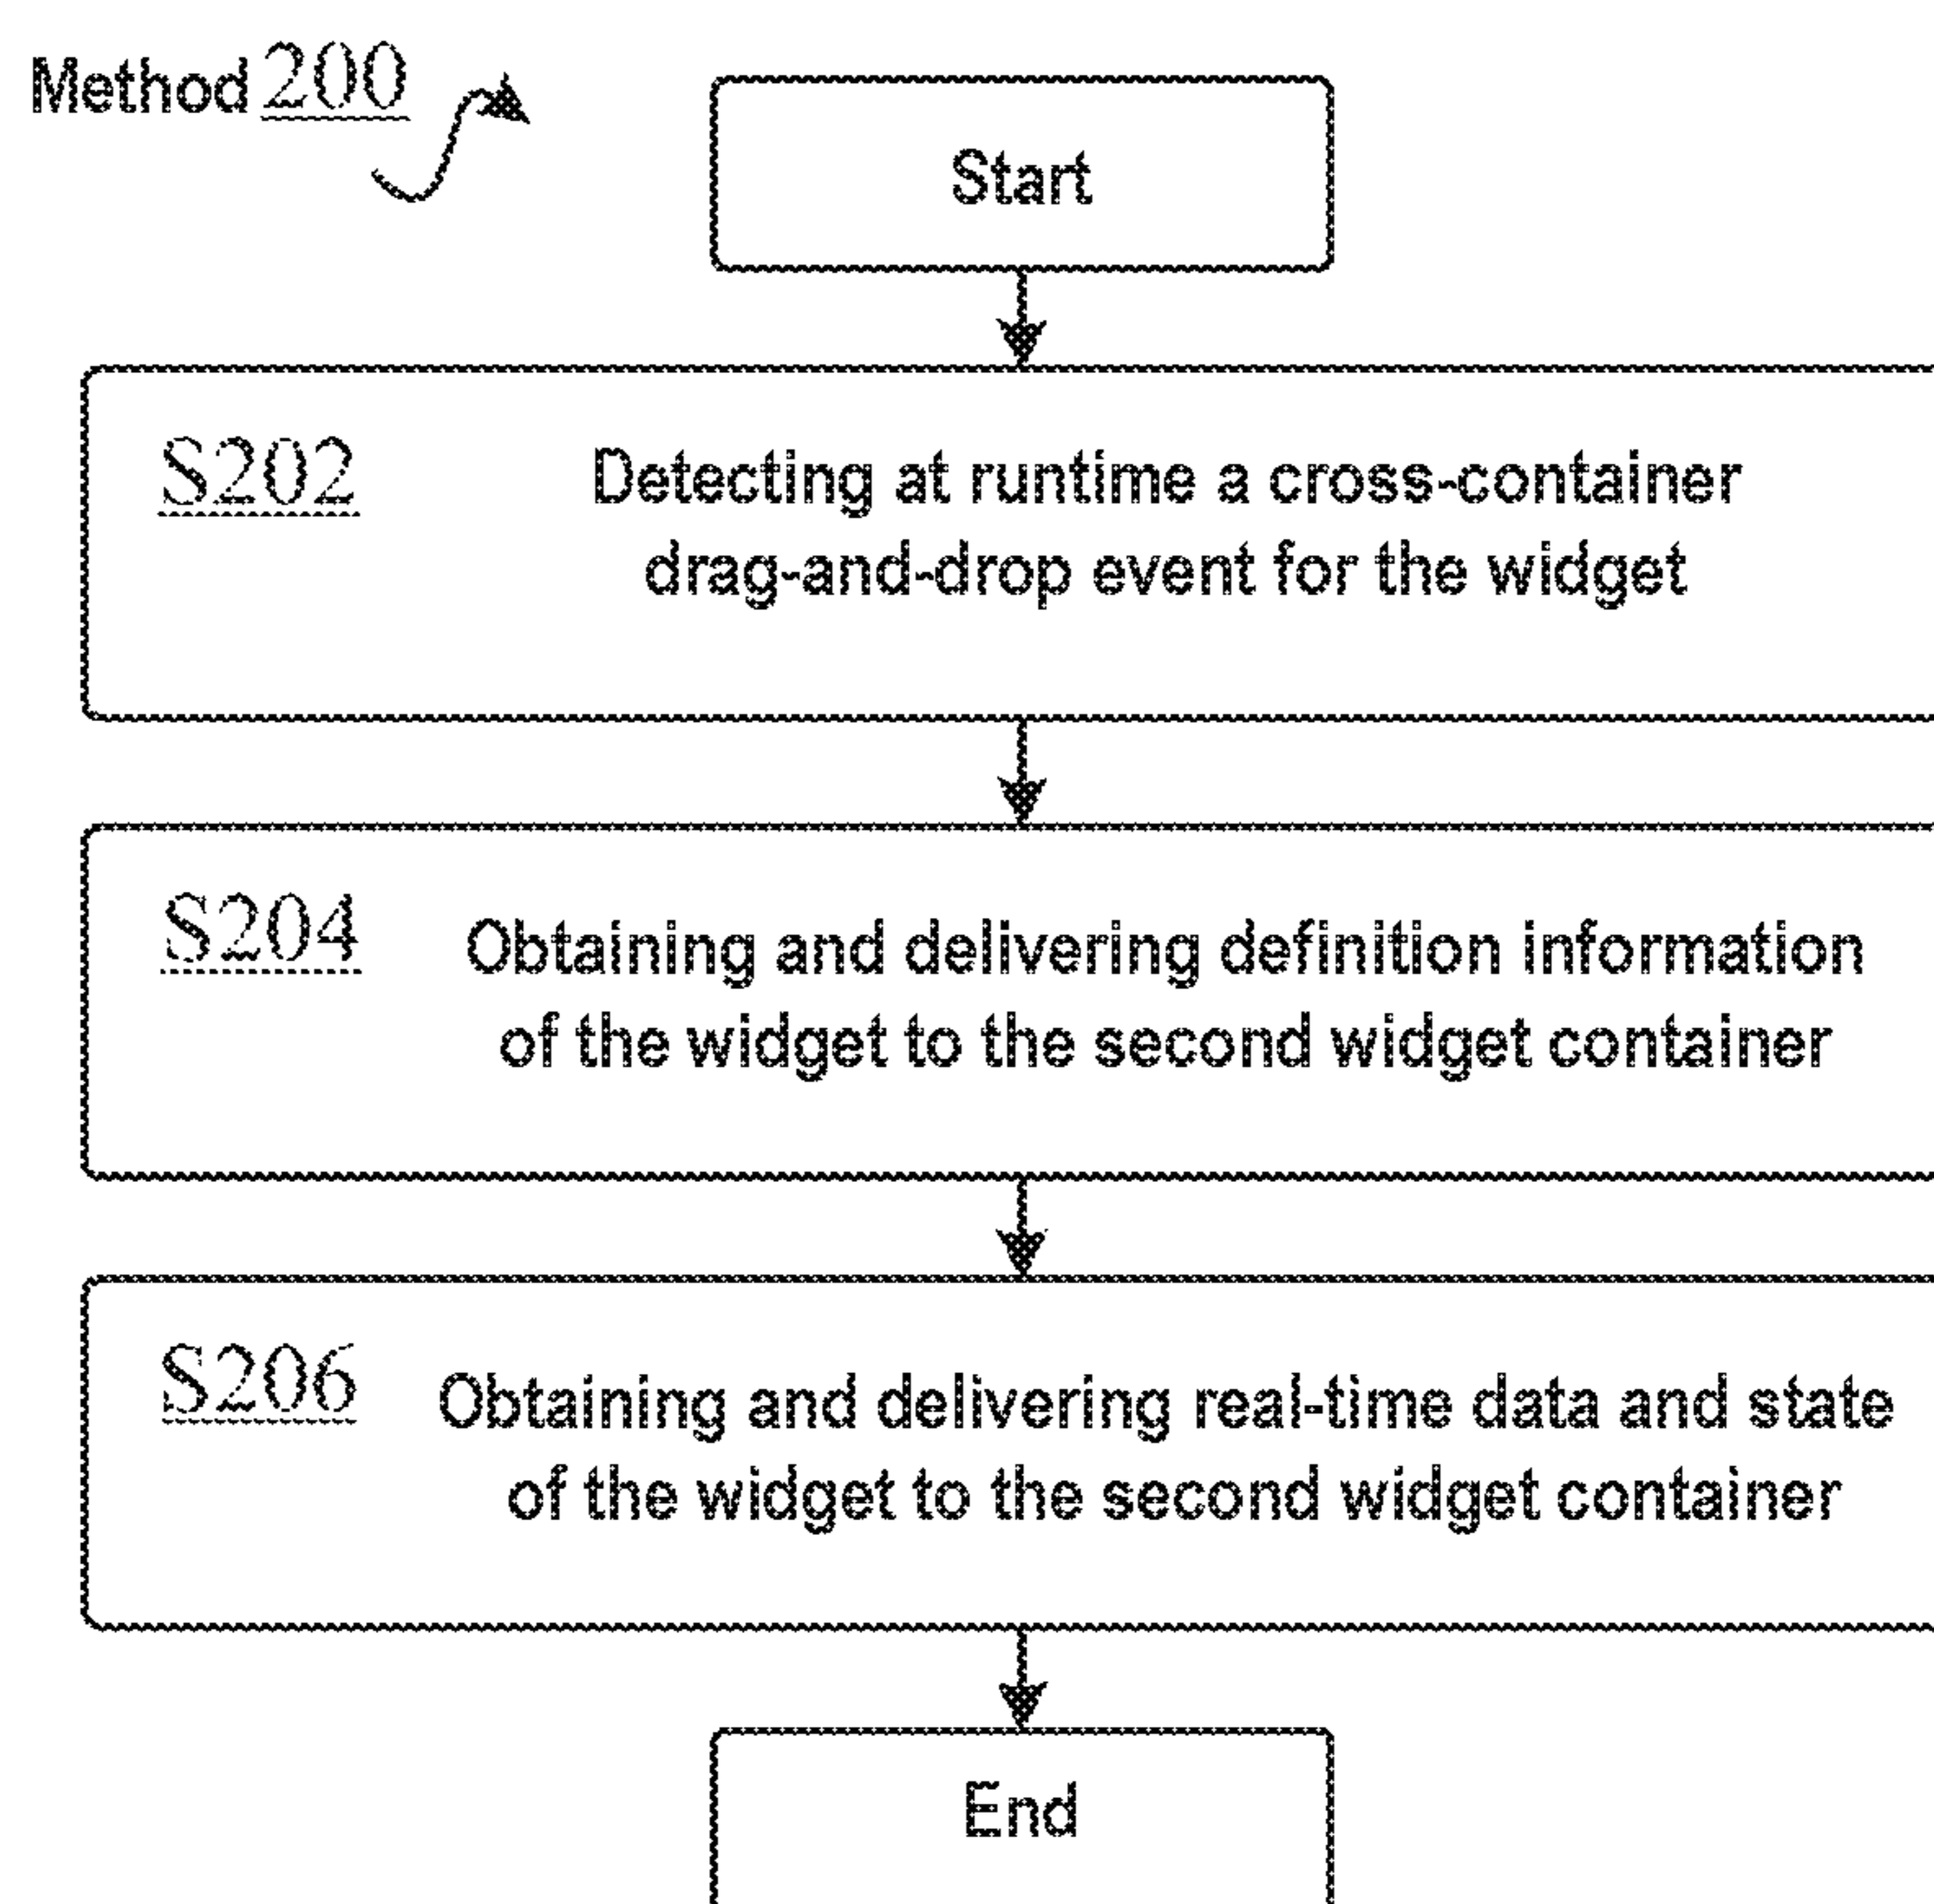 Method 200
Start
S202 Detecting at runtime a cross-container
drag-and-drop event for the widget
S204 Obtaining and delivering definition information
of the widget to the second widget container
S206 Obtaining and delivering real-time data and state
of the widget to the second widget container
End